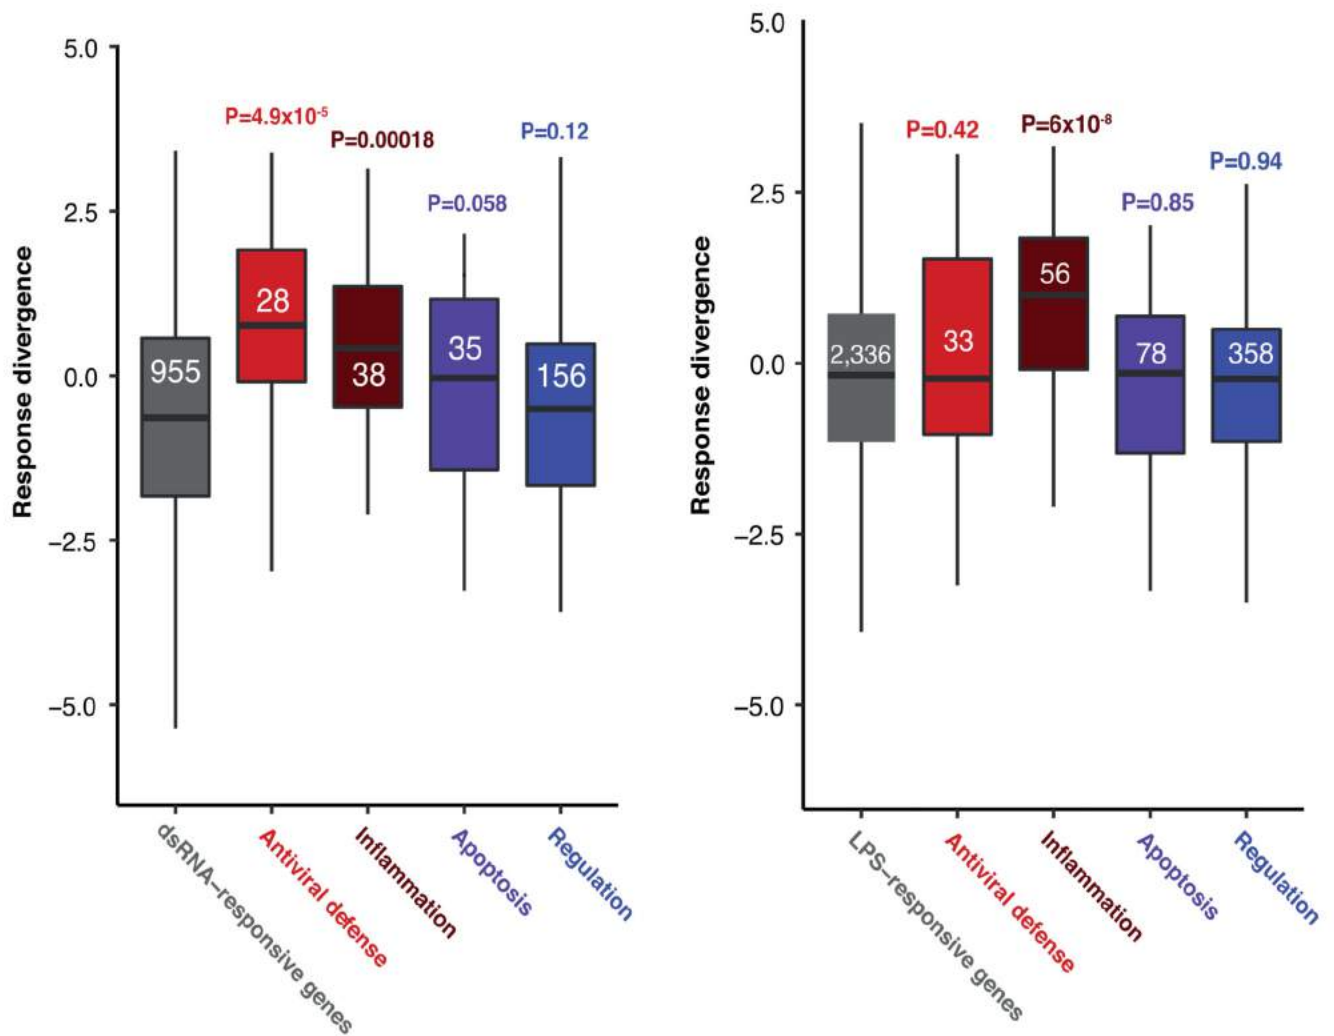 5.0
2.5
0.0
−2.5
−5.0
Response divergence
P=4.9x10-5
P=0.00018
P=0.058
P=0.12
955
28
38
35
156
dsRNA−responsive genes
Antiviral defense
Inflammation
Apoptosis
Regulation
5.0
2.5
0.0
−2.5
−5.0
Response divergence
P=0.42
P=6x10-8
P=0.85
P=0.94
2,336
33
56
78
358
LPS−responsive genes
Antiviral defense
Inflammation
Apoptosis
Regulation